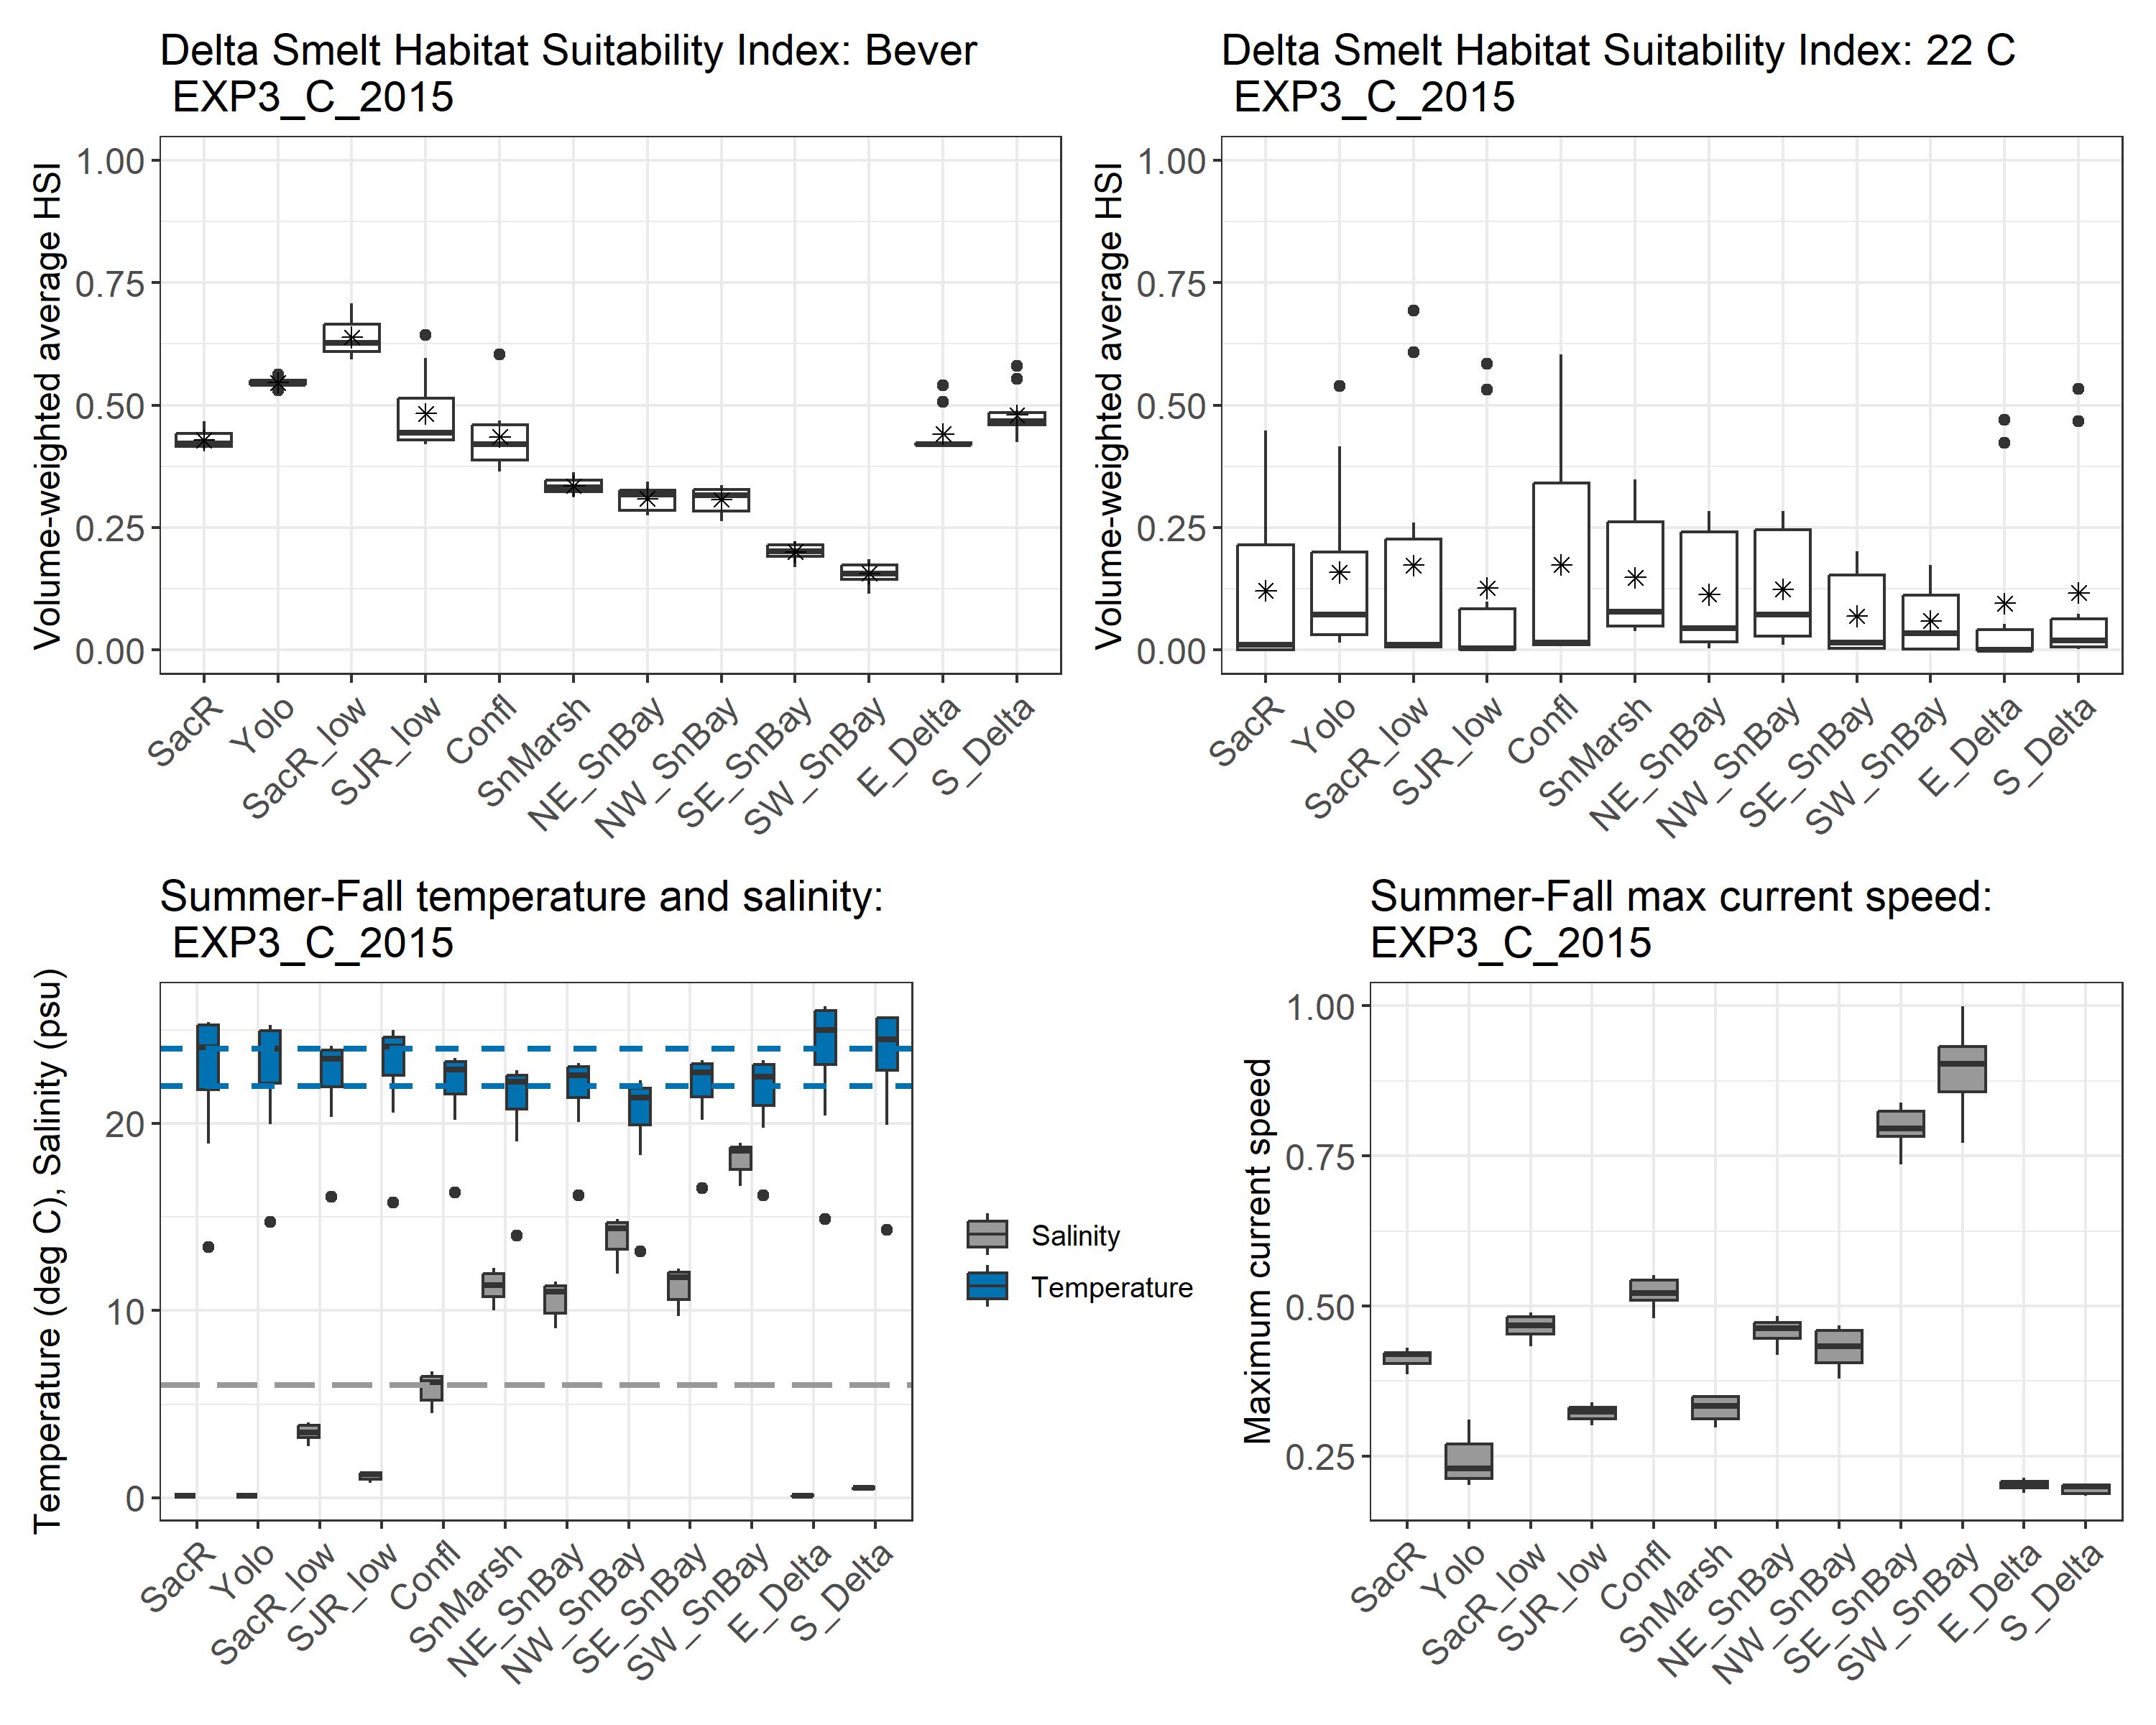 Delta Smelt Habitat Suitability Index: Bever
EXP3_C_2015
Volume-weighted average HSI
1.00
0.75
0.50
0.25
0.00
SacR
Yolo
SacR_low
SJR_low
Confl
SnMarsh
NE_SnBay
NW_SnBay
SE_SnBay
SW_SnBay
E_Delta
S_Delta
Delta Smelt Habitat Suitability Index: 22 C
EXP3_C_2015
Volume-weighted average HSI
1.00
0.75
0.50
0.25
0.00
SacR
Yolo
SacR_low
SJR_low
Confl
SnMarsh
NE_SnBay
NW_SnBay
SE_SnBay
SW_SnBay
E_Delta
S_Delta
Summer-Fall temperature and salinity:
EXP3_C_2015
Temperature (deg C), Salinity (psu)
20
10
0
SacR
Yolo
SacR_low
SJR_low
Confl
SnMarsh
NE_SnBay
NW_SnBay
SE_SnBay
SW_SnBay
E_Delta
S_Delta
Salinity
Temperature
Summer-Fall max current speed:
EXP3_C_2015
Maximum current speed
1.00
0.75
0.50
0.25
SacR
Yolo
SacR_low
SJR_low
Confl
SnMarsh
NE_SnBay
NW_SnBay
SE_SnBay
SW_SnBay
E_Delta
S_Delta